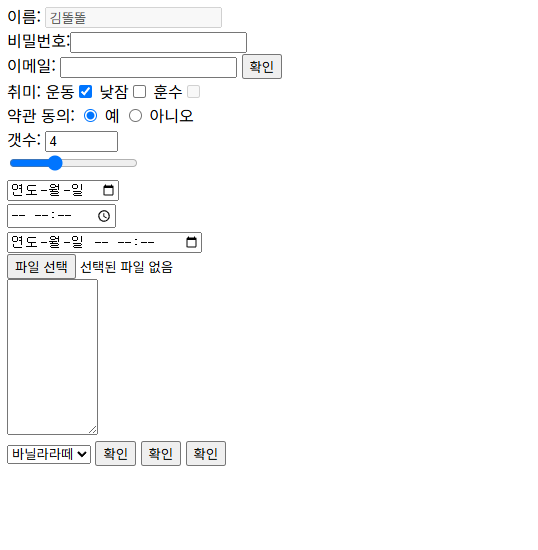 이름: 김똘똘
비밀번호:
이메일: 확인
취미: 운동 낮잠 훈수
약관 동의: 예 아니오
갯수: 4
연도-월-일
-- --:--
연도-월-일 -- --:--
파일 선택 선택된 파일 없음
바닐라라떼 확인 확인 확인